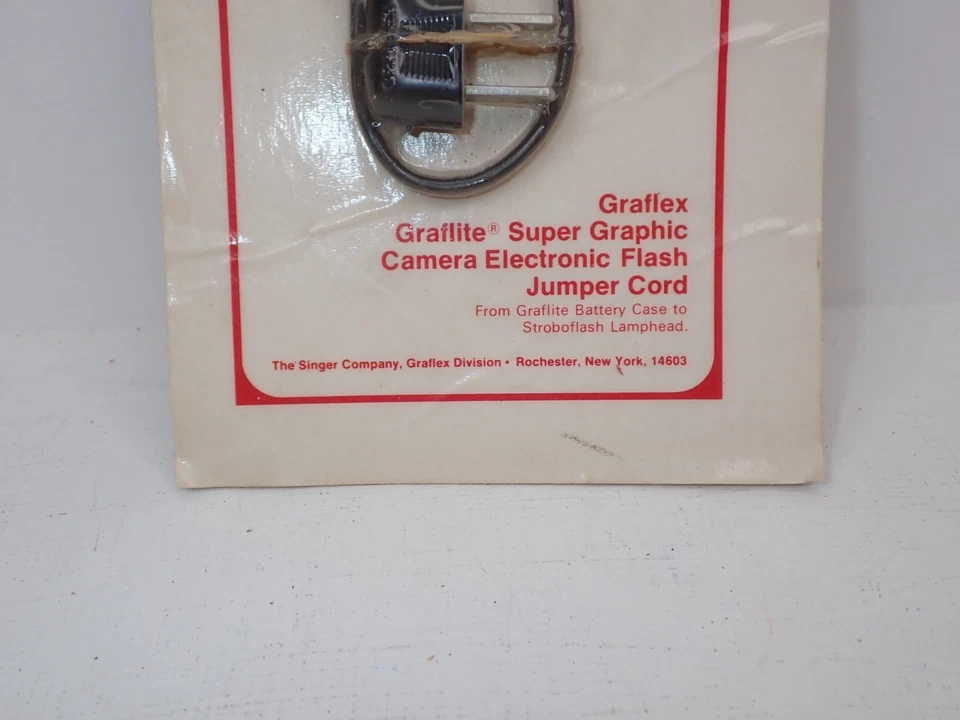 Graflex
Graflite® Super Graphic
Camera Electronic Flash
Jumper Cord
From Graflite Battery Case to
Stroboflash Lamphead.
The Singer Company, Graflex Division • Rochester, New York, 14603